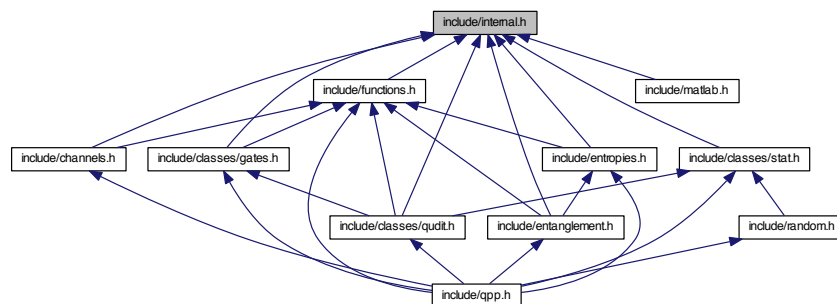 include/internal.h
include/functions.h
include/matlab.h
include/channels.h
include/classes/gates.h
include/entropies.h
include/classes/stat.h
include/classes/qudit.h
include/entanglement.h
include/random.h
include/qpp.h